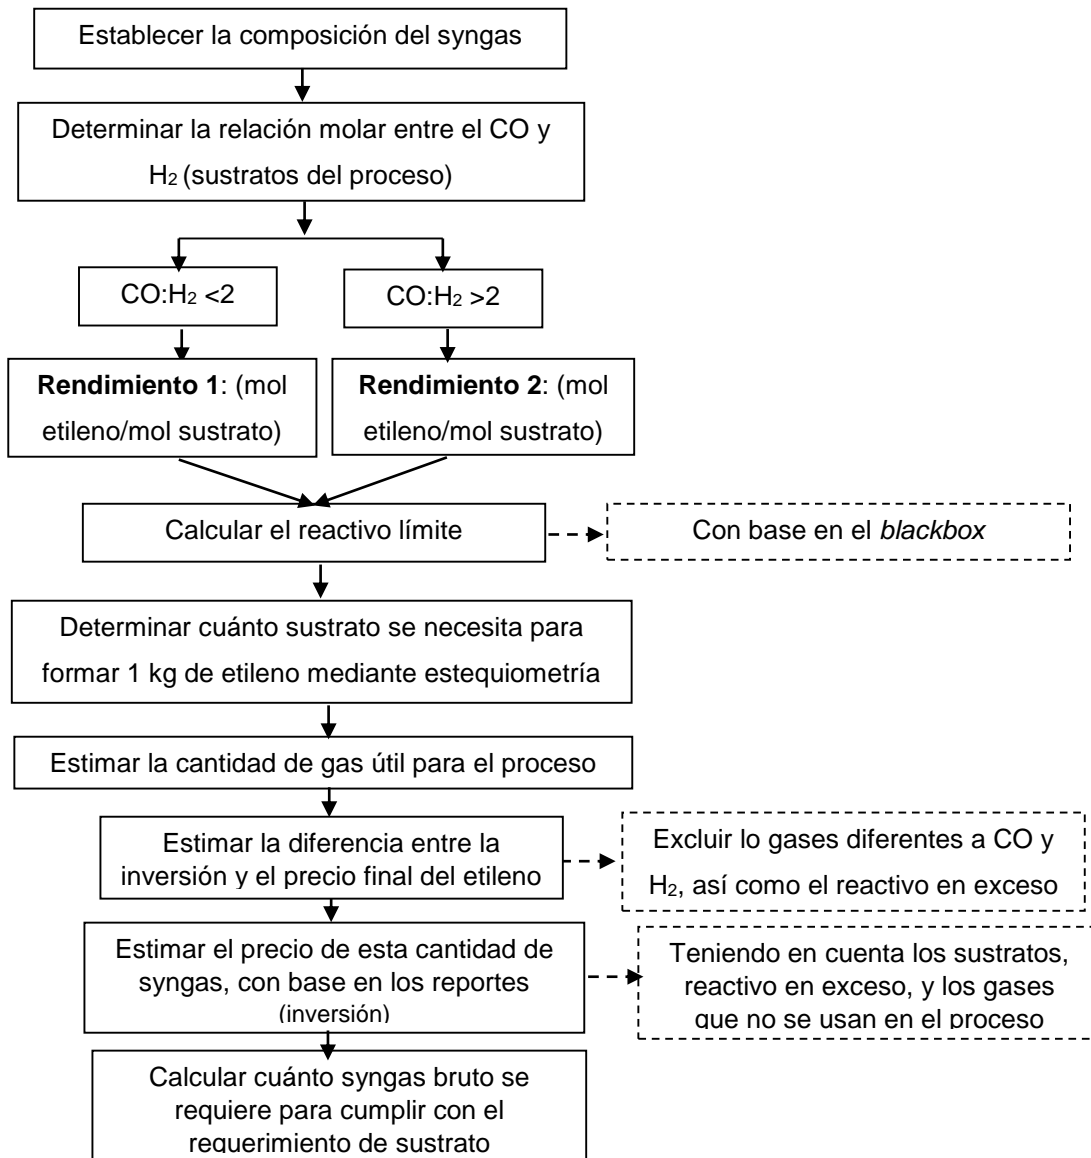 Establecer la composición del syngas
Determinar la relación molar entre el CO y
H2 (sustratos del proceso)
CO:H2 <2
CO:H2 >2
Rendimiento 1: (mol
etileno/mol sustrato)
Rendimiento 2: (mol
etileno/mol sustrato)
Calcular el reactivo límite
Con base en el blackbox
Determinar cuánto sustrato se necesita para
formar 1 kg de etileno mediante estequiometría
Estimar la cantidad de gas útil para el proceso
Estimar la diferencia entre la
inversión y el precio final del etileno
Excluir lo gases diferentes a CO y
H2, así como el reactivo en exceso
Estimar el precio de esta cantidad de
syngas, con base en los reportes
(inversión)
Teniendo en cuenta los sustratos,
reactivo en exceso, y los gases
que no se usan en el proceso
Calcular cuánto syngas bruto se
requiere para cumplir con el
requerimiento de sustrato